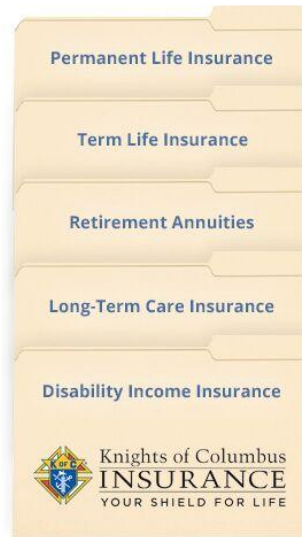 Permanent Life Insurance
Term Life Insurance
Retirement Annuities
Long-Term Care Insurance
Disability Income Insurance
K OF C
Knights of Columbus
INSURANCE
YOUR SHIELD FOR LIFE